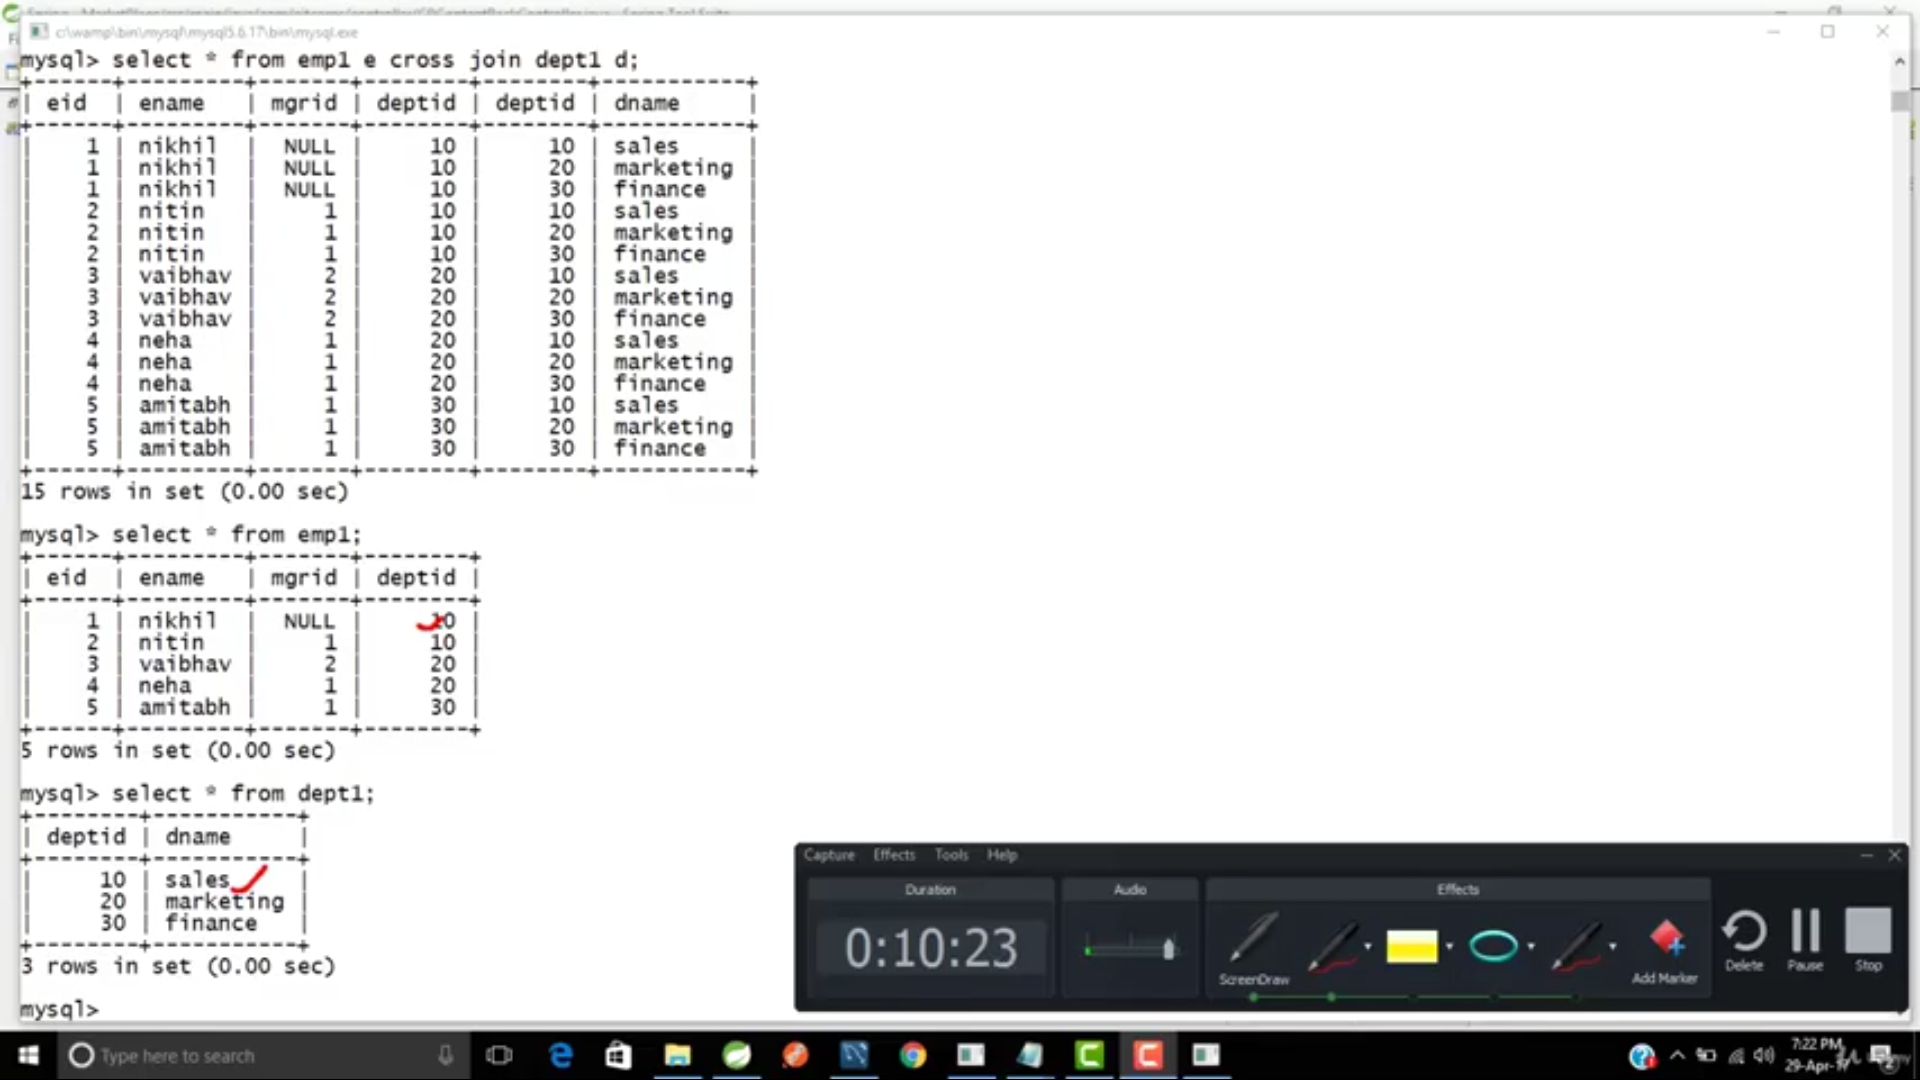 c:\wamp\bin\mysql\mysql5.6.17\bin\mysql.exe
mysql> select * from emp1 e cross join dept1 d;
+------+---------+-------+--------+--------+-----------+
| eid | ename | mgrid | deptid | deptid | dname |
+------+---------+-------+--------+--------+-----------+
| 1 | nikhil | NULL | 10 | 10 | sales |
| 1 | nikhil | NULL | 10 | 20 | marketing |
| 1 | nikhil | NULL | 10 | 30 | finance |
| 2 | nitin | 1 | 10 | 10 | sales |
| 2 | nitin | 1 | 10 | 20 | marketing |
| 2 | nitin | 1 | 10 | 30 | finance |
| 3 | vaibhav | 2 | 20 | 10 | sales |
| 3 | vaibhav | 2 | 20 | 20 | marketing |
| 3 | vaibhav | 2 | 20 | 30 | finance |
| 4 | neha | 1 | 20 | 10 | sales |
| 4 | neha | 1 | 20 | 20 | marketing |
| 4 | neha | 1 | 20 | 30 | finance |
| 5 | amitabh | 1 | 30 | 10 | sales |
| 5 | amitabh | 1 | 30 | 20 | marketing |
| 5 | amitabh | 1 | 30 | 30 | finance |
+------+---------+-------+--------+--------+-----------+
15 rows in set (0.00 sec)
mysql> select * from emp1;
+------+---------+-------+--------+
| eid | ename | mgrid | deptid |
+------+---------+-------+--------+
| 1 | nikhil | NULL | 10 |
| 2 | nitin | 1 | 10 |
| 3 | vaibhav | 2 | 20 |
| 4 | neha | 1 | 20 |
| 5 | amitabh | 1 | 30 |
+------+---------+-------+--------+
5 rows in set (0.00 sec)
mysql> select * from dept1;
+--------+-----------+
| deptid | dname |
+--------+-----------+
| 10 | sales |
| 20 | marketing |
| 30 | finance |
+--------+-----------+
3 rows in set (0.00 sec)
mysql>
Capture Effects Tools Help
Duration Audio Effects
0:10:23
ScreenDraw Add Marker Delete Pause Stop
Type here to search
7:22 PM
29-Apr-17